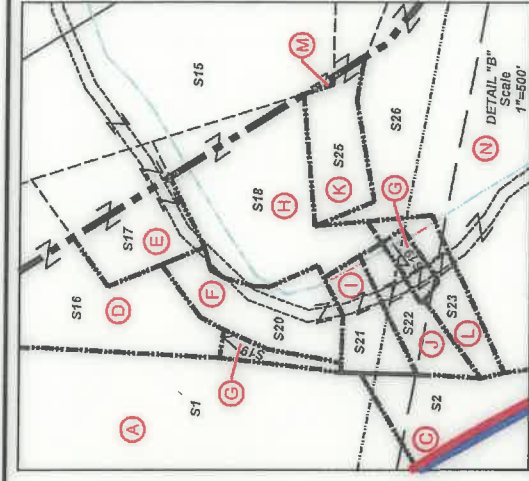 S15
M
S16
S17
S18
S25
S26
DETAIL "B"
Scale
1"=500'
D
E
F
H
K
G
N
A
S1
S19
G
S20
I
S21
S22
J
S23
L
S2
C